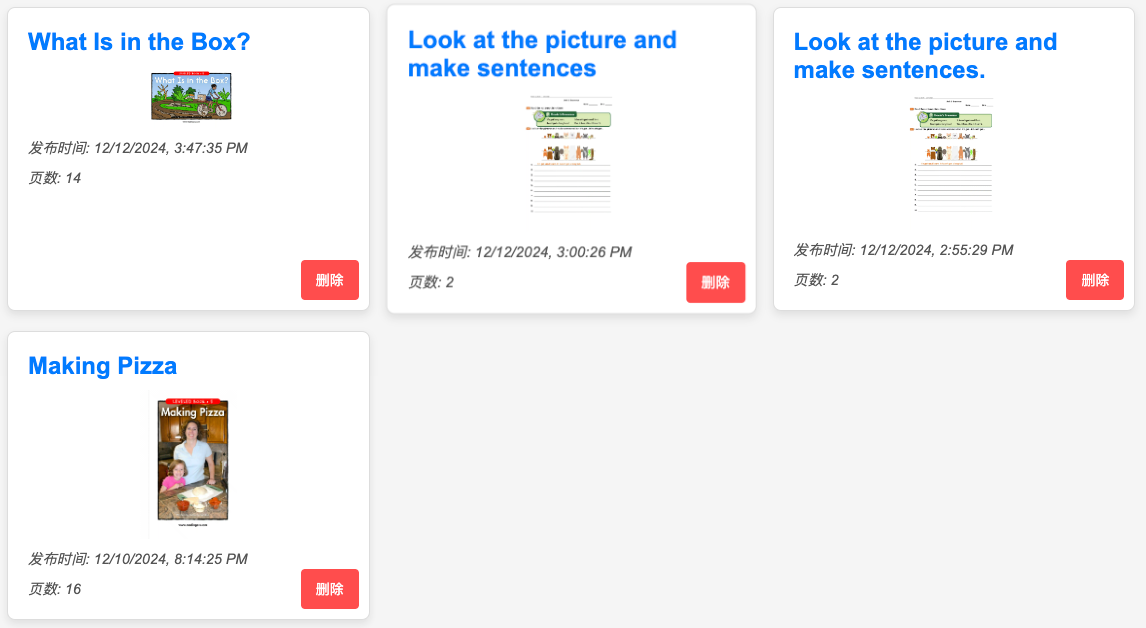 What Is in the Box?
What Is in the Box?
发布时间: 12/12/2024, 3:47:35 PM
页数: 14
删除
Look at the picture and
make sentences
发布时间: 12/12/2024, 3:00:26 PM
页数: 2
删除
Look at the picture and
make sentences.
发布时间: 12/12/2024, 2:55:29 PM
页数: 2
删除
Making Pizza
Making Pizza
发布时间: 12/10/2024, 8:14:25 PM
页数: 16
删除